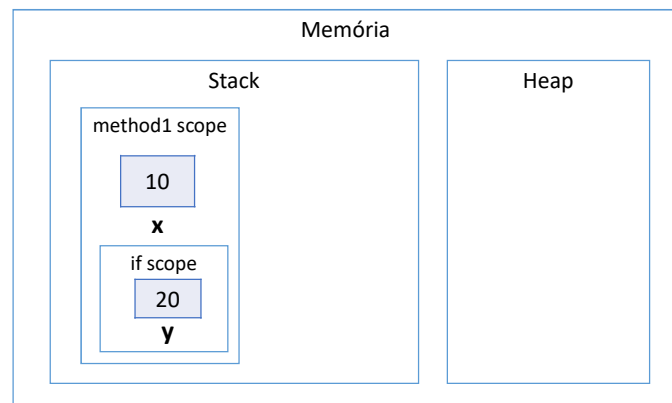 Memória
Stack
Heap
method1 scope
10
x
if scope
20
y